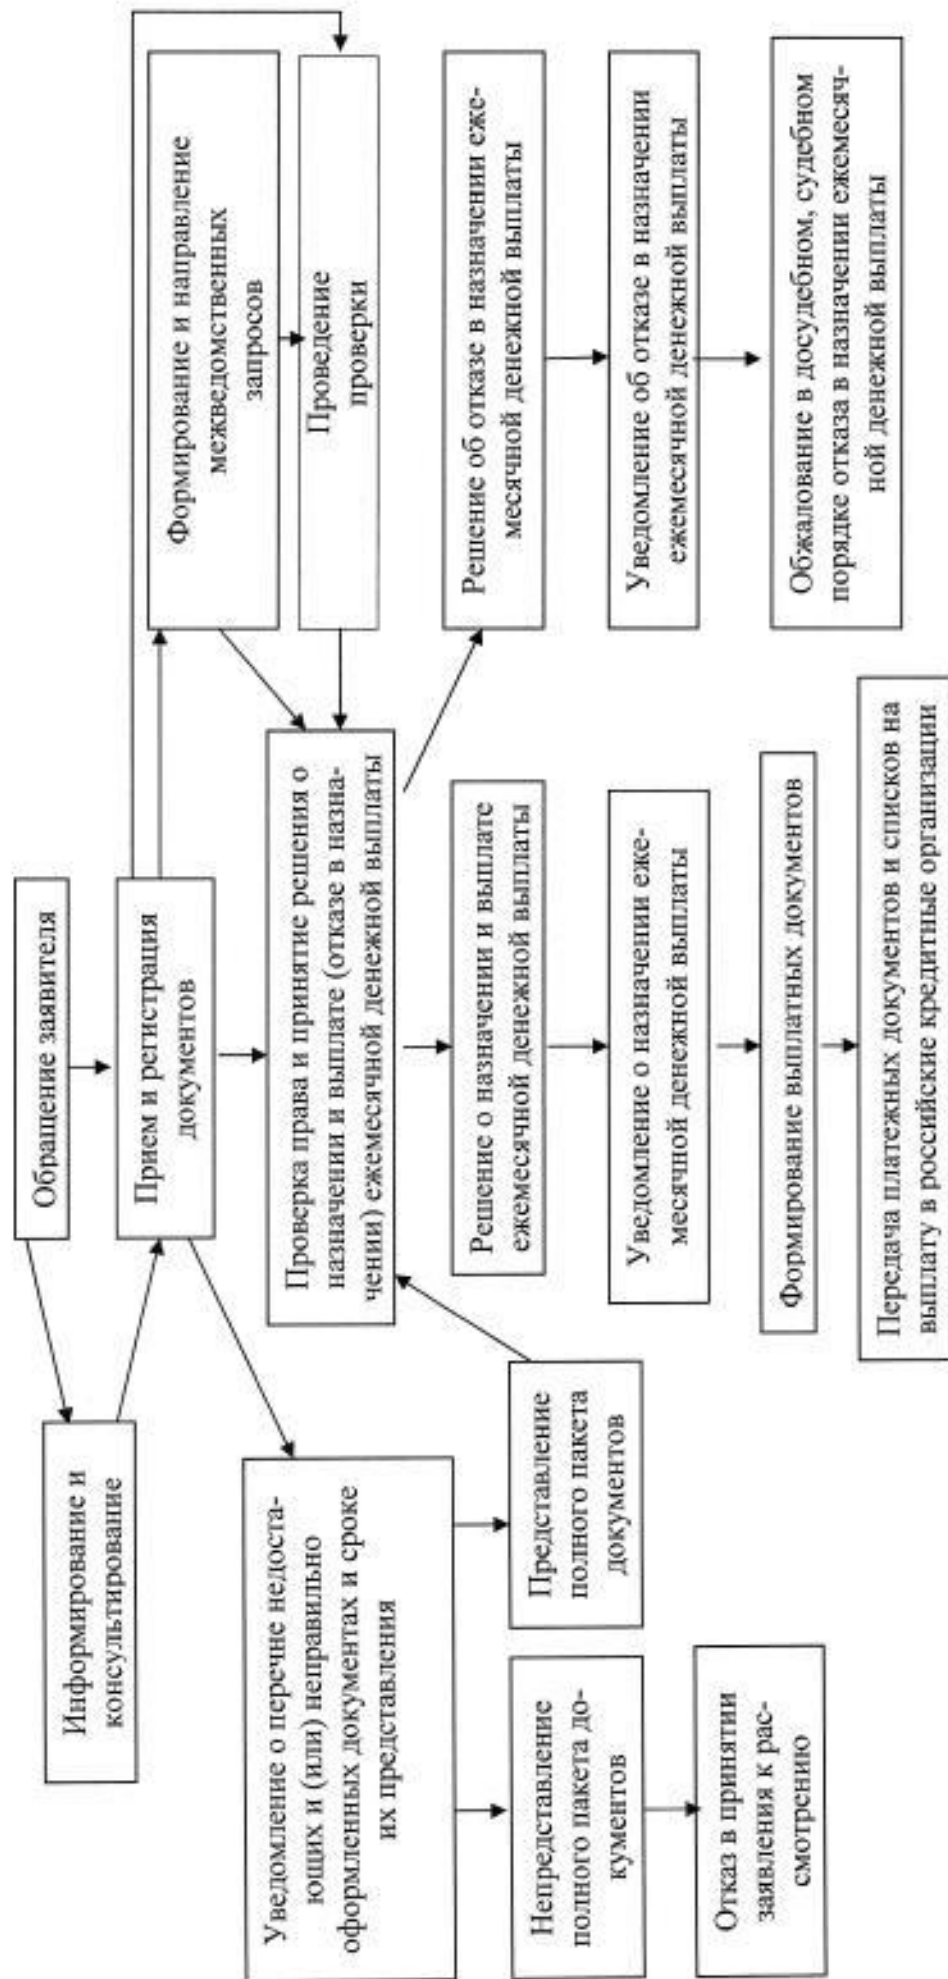 Обращение заявителя
Информирование и
консультирование
Прием и регистрация
документов
Формирование и направление
межведомственных
запросов
Проведение
проверки
Уведомление о перечне недоста-
ющих и (или) неправильно
оформленных документах и сроке
их представления
Проверка права и принятие решения о
назначении и выплате (отказе в назна-
чении) ежемесячной денежной выплаты
Непредставление
полного пакета до-
кументов
Представление
полного пакета
документов
Решение о назначении и выплате
ежемесячной денежной выплаты
Решение об отказе в назначении еже-
месячной денежной выплаты
Отказ в принятии
заявления к рас-
смотрению
Уведомление о назначении еже-
месячной денежной выплаты
Уведомление об отказе в назначении
ежемесячной денежной выплаты
Формирование выплатных документов
Обжалование в досудебном, судебном
порядке отказа в назначении ежемесяч-
ной денежной выплаты
Передача платежных документов и списков на
выплату в российские кредитные организации